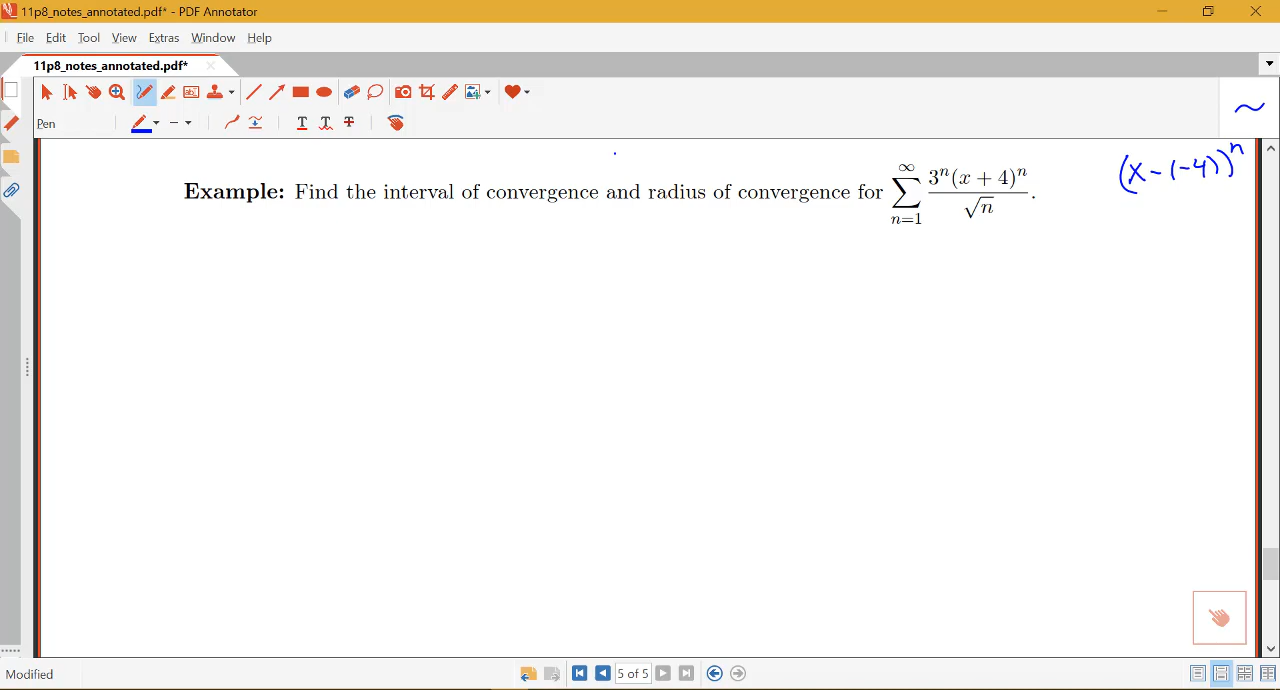 11p8_notes_annotated.pdf* - PDF Annotator
File Edit Tool View Extras Window Help
11p8_notes_annotated.pdf*
Pen
Example: Find the interval of convergence and radius of convergence for ∑_{n=1}^{∞} 3^n(x + 4)^n / √n.
(x-(-4))^n
Modified
5 of 5